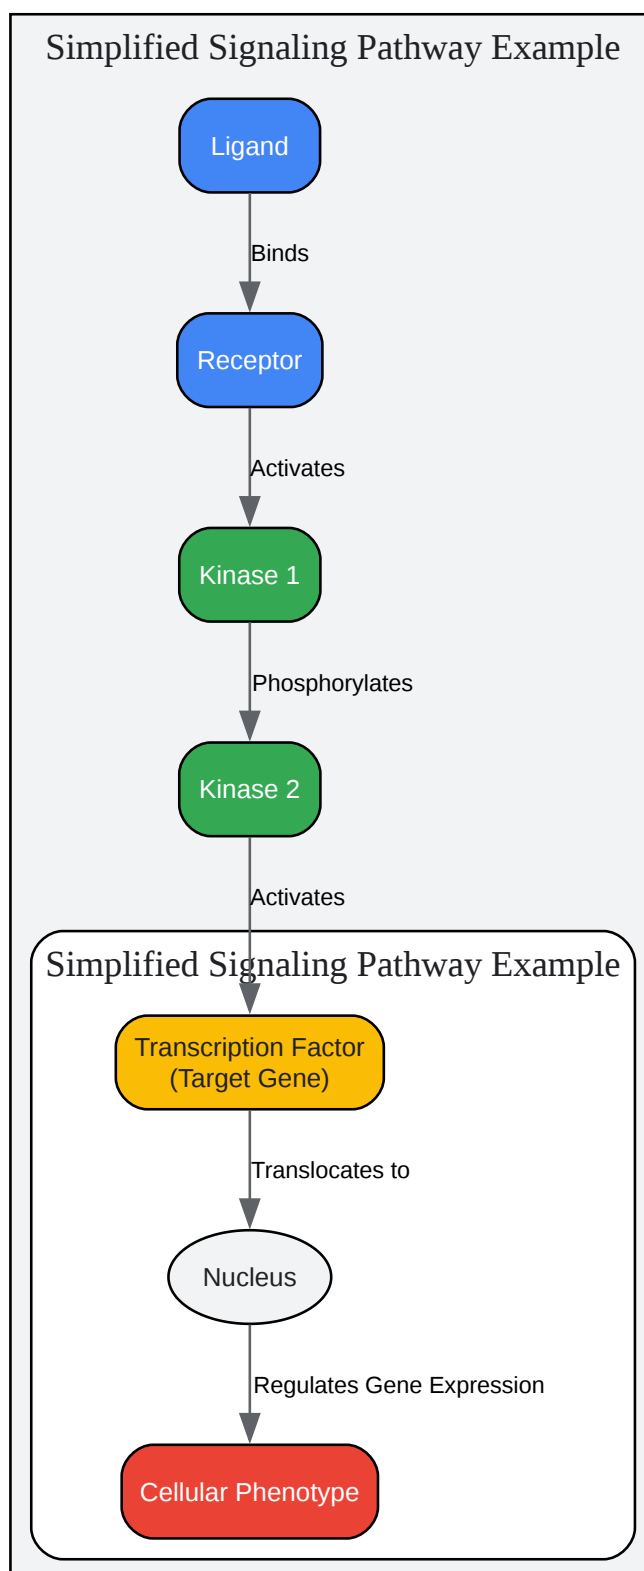 Simplified Signaling Pathway Example
Ligand
Binds
Receptor
Activates
Kinase 1
Phosphorylates
Kinase 2
Activates
Simplified Signaling Pathway Example
Transcription Factor
(Target Gene)
Translocates to
Nucleus
Regulates Gene Expression
Cellular Phenotype